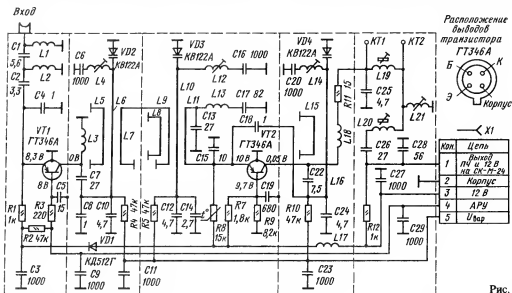 Вход
C1
5,6
C2
3,3
L1
L2
C4 1
VT1
ГТ346А
8,3 В
0В
8В
L3
C5
15
C7
27
R1
1к
R3
220
R2 47к
C3
1000
C8
1
C9
1000
VD1
КД512Г
C6
1000
L4
VD2
КВ122А
L5
L6
L7
L8
L9
C10
4,7
R4 47к
R5 47к
C11
1000
VD3
КВ122А
L10
L11
L12
C16 1000
L13
C17 82
C13
27
C15
C18
1
C12
4,7
C14
2,7
R6
15к
t°
VT2
ГТ346А
10 В
10В
0,05 В
9,7В
R7
1,8к
C19
680
R9
8,2к
VD4
КВ122А
C20
1000
L14
L15
L16
C22
7,5
C24
4,7
R10
47к
C23
1000
L17
R11 15
L18
КТ1
КТ2
L19
C25
4,7
L20
L21
C26
27
C28
56
C27
1000
R12
1к
C29
1000
Расположение
выводов
транзистора
ГТ346А
Б
К
Э
Корпус
X1
Кон. Цепь
1 Выход ПЧ и 12 В на СК-М-24
2 Корпус
3 12 В
4 АРУ
5 Uвар
Рис.